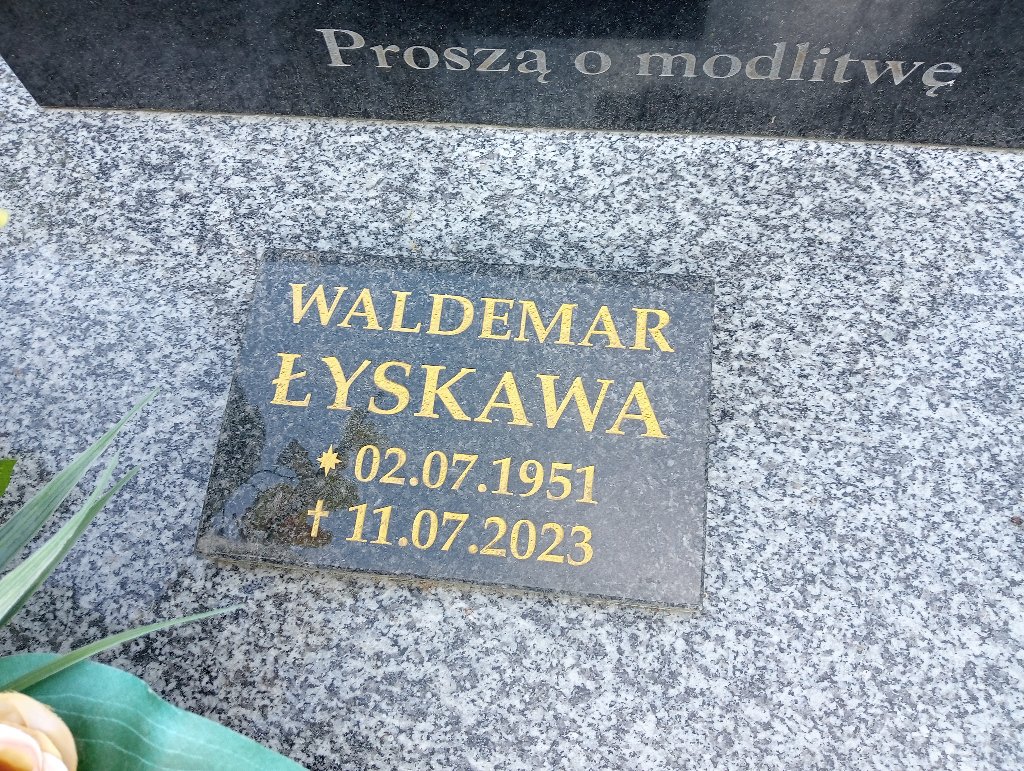 Proszą o modlitwę
WALDEMAR
ŁYSKAWA
* 02.07.1951
† 11.07.2023